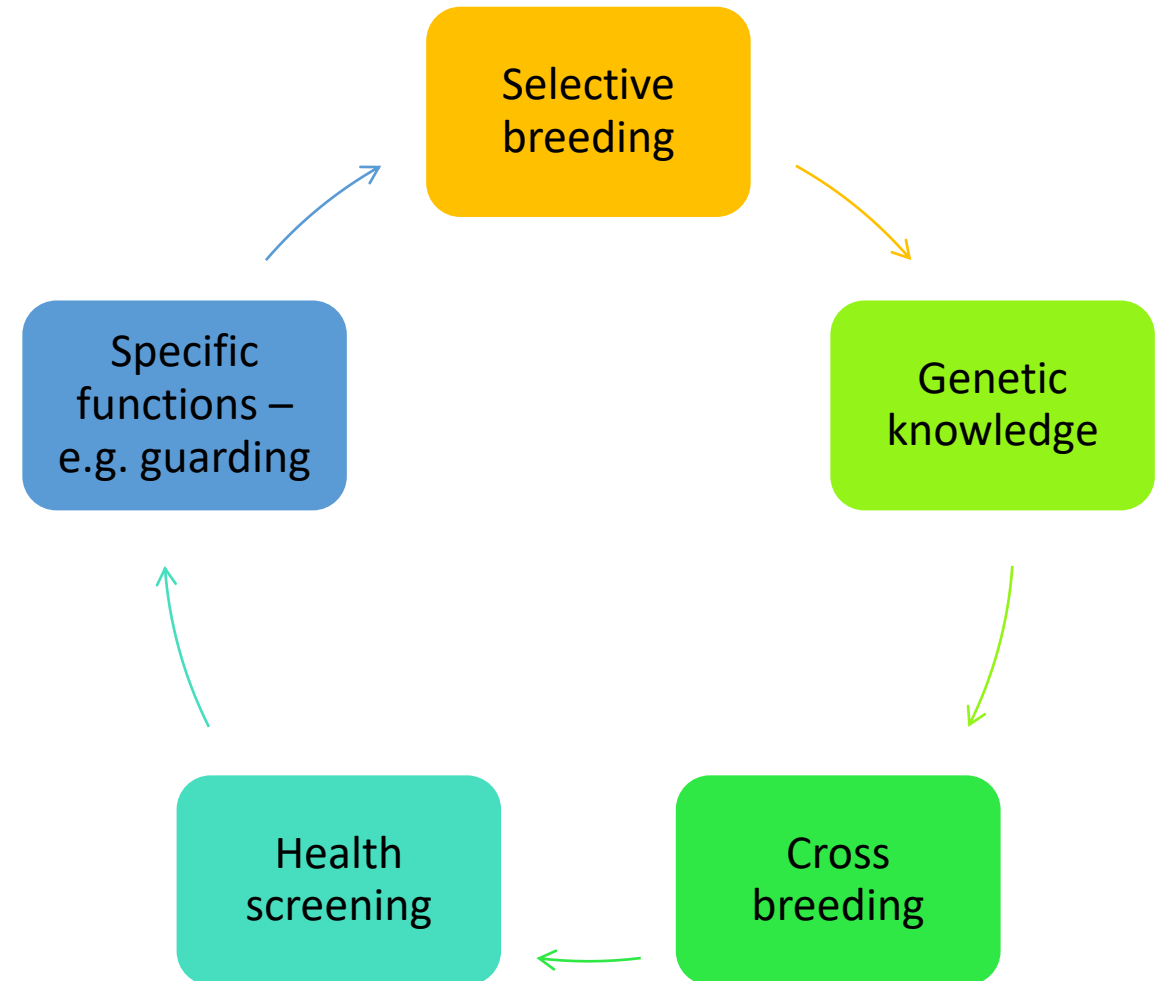 Selective
breeding
Genetic
knowledge
Cross
breeding
Health
screening
Specific
functions –
e.g. guarding